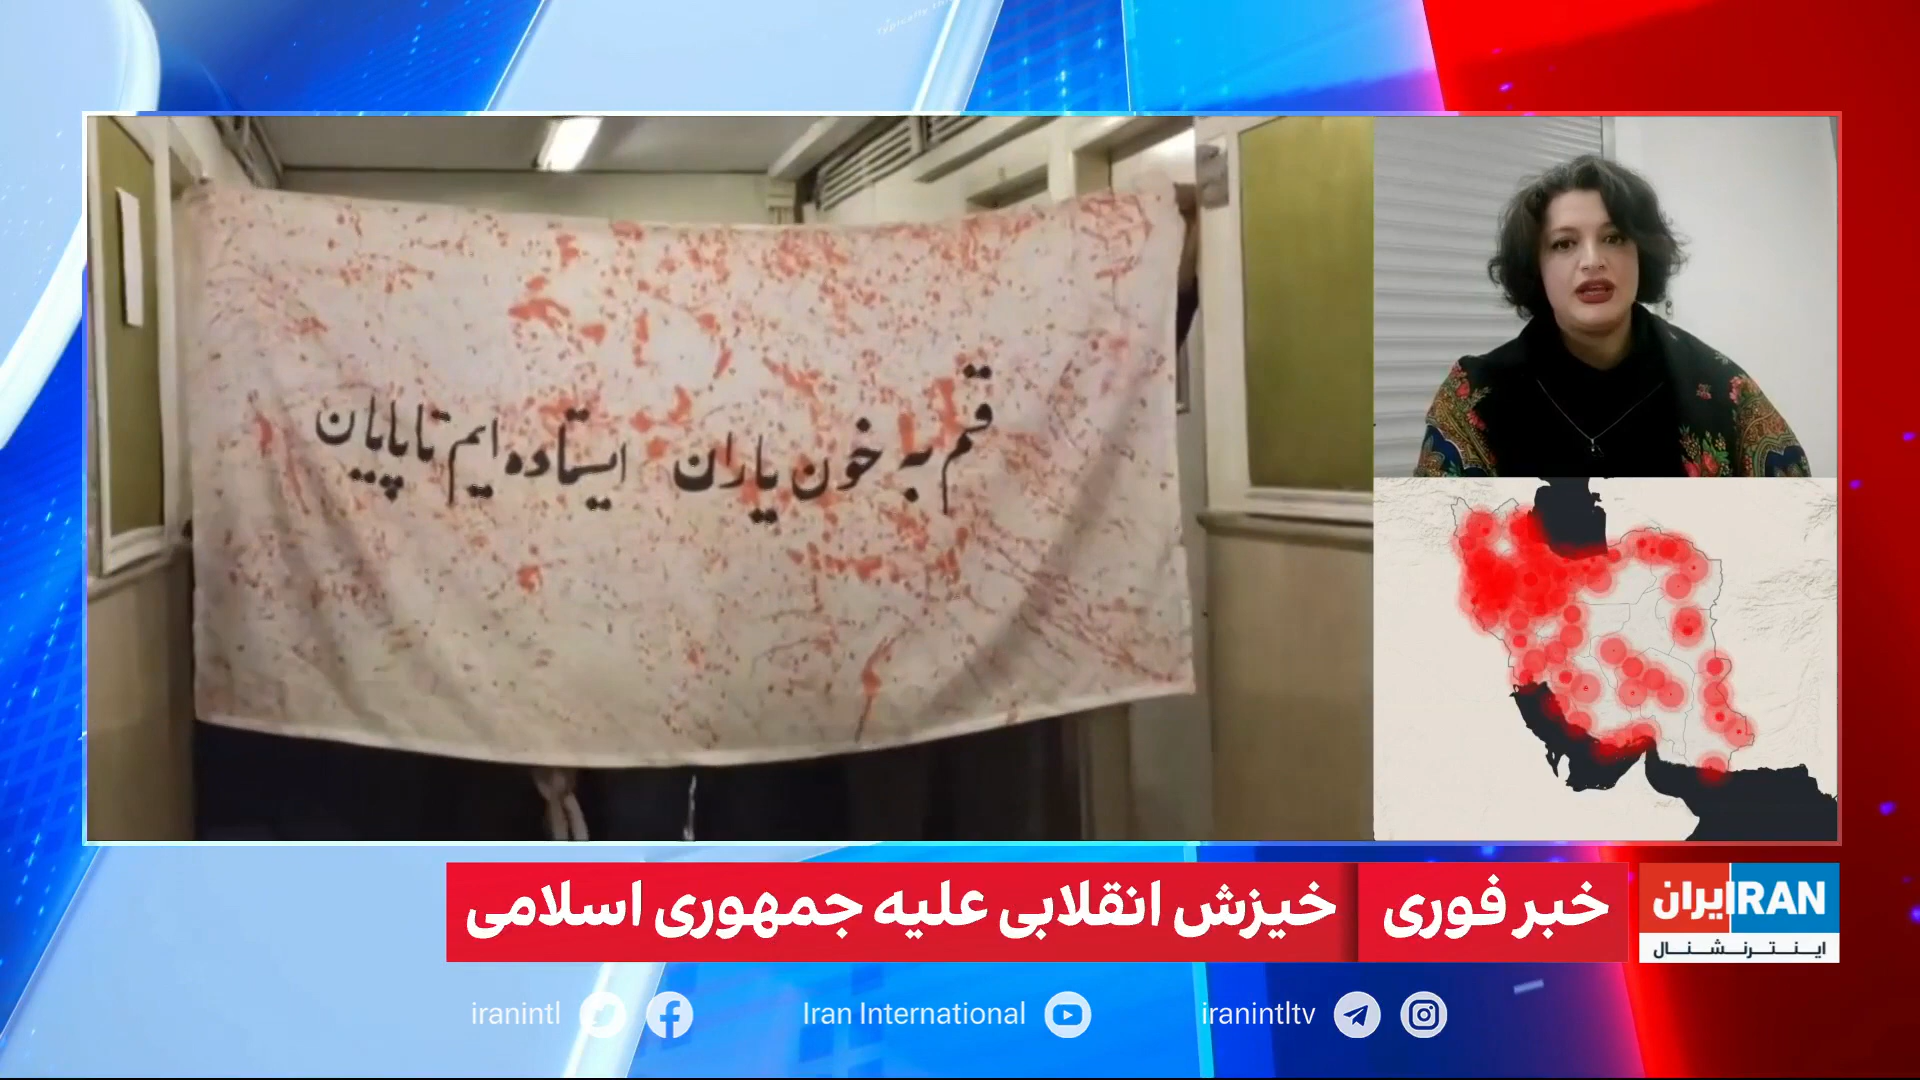 قسم به خون یاران ایستاده‌ایم تا پایان
خبر فوری
خیزش انقلابی علیه جمهوری اسلامی
ایران IRAN
اینترنشنال
iranintl
Iran International
iranintltv